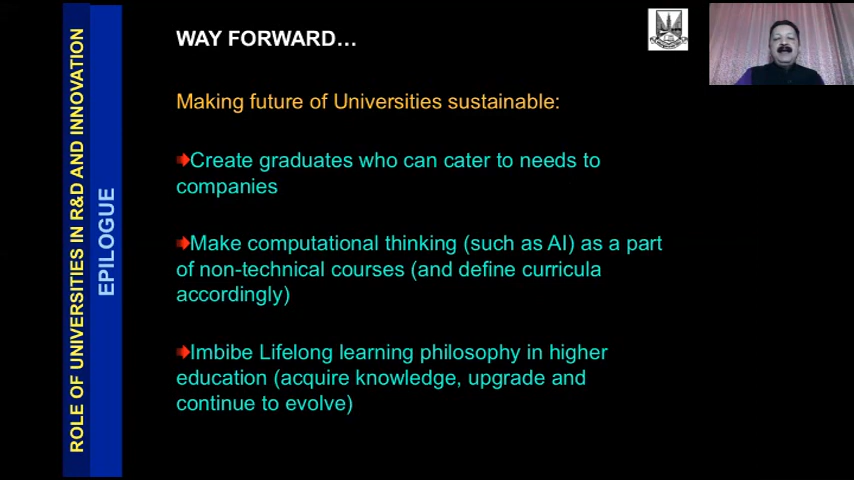 ROLE OF UNIVERSITIES IN R&D AND INNOVATION
EPILOGUE
WAY FORWARD…
Making future of Universities sustainable:
Create graduates who can cater to needs to
companies
Make computational thinking (such as AI) as a part
of non-technical courses (and define curricula
accordingly)
Imbibe Lifelong learning philosophy in higher
education (acquire knowledge, upgrade and
continue to evolve)